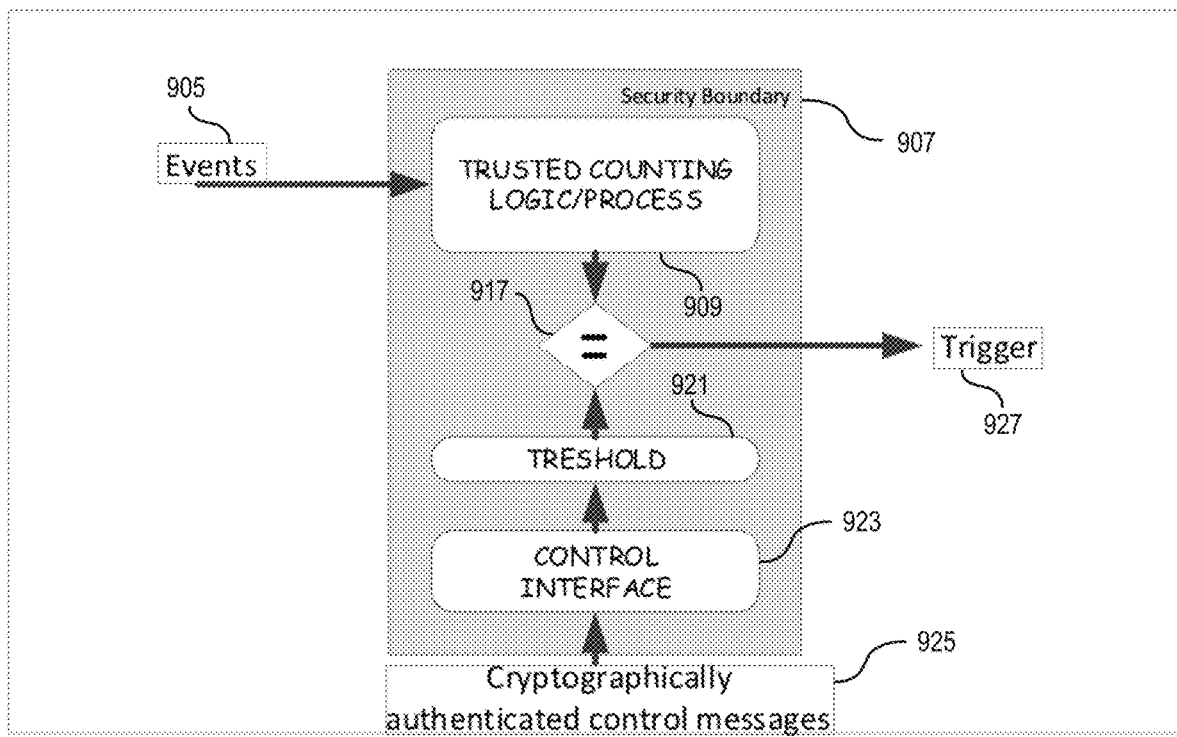 905
Security Boundary
907
Events
TRUSTED COUNTING
LOGIC/PROCESS
917
909
=
Trigger
921
927
TRESHOLD
923
CONTROL
INTERFACE
925
Cryptographically
authenticated control messages